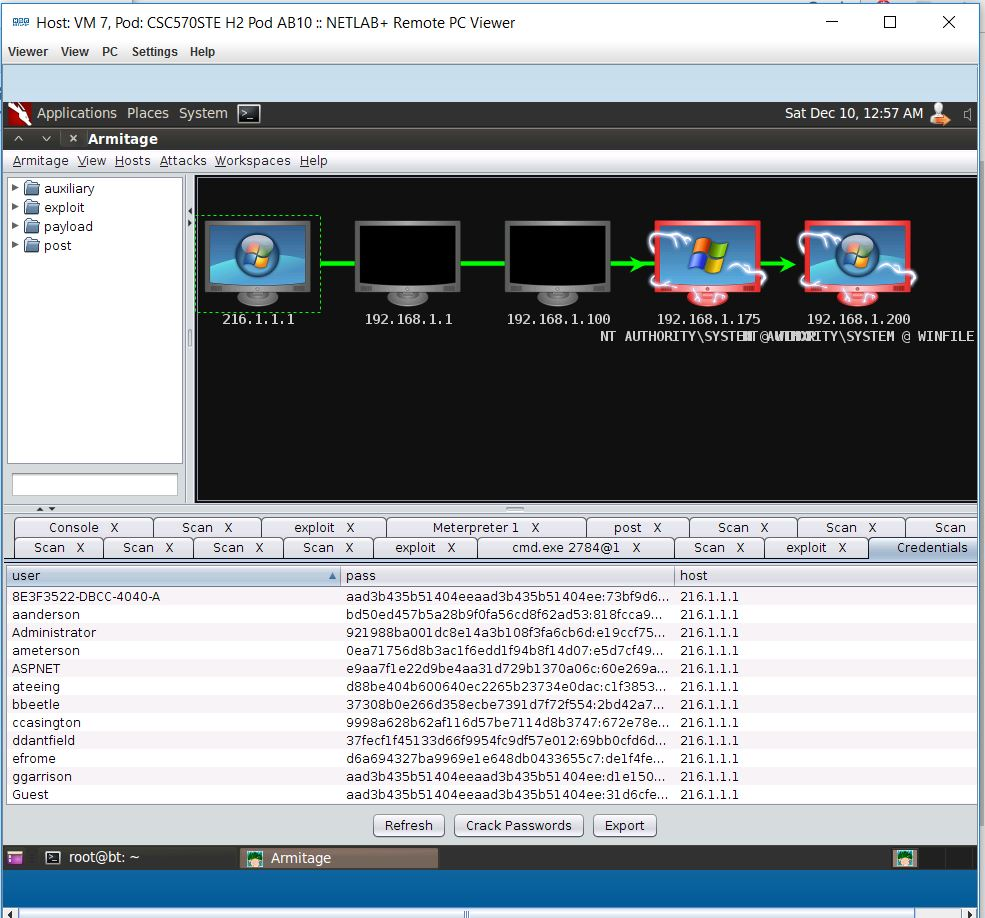 Host: VM 7, Pod: CSC570STE H2 Pod AB10 :: NETLAB+ Remote PC Viewer
Viewer View PC Settings Help
Applications Places System Sat Dec 10, 12:57 AM
Armitage
Armitage View Hosts Attacks Workspaces Help
auxiliary
exploit
payload
post
216.1.1.1 192.168.1.1 192.168.1.100 192.168.1.175 192.168.1.200
NT AUTHORITY\SYSTEM @ WINFILE
Console X Scan X exploit X Meterpreter 1 X post X Scan X Scan X Scan
Scan X Scan X Scan X Scan X exploit X cmd.exe 2784@1 X Scan X exploit X Credentials
user pass host
8E3F3522-DBCC-4040-A aad3b435b51404eeaad3b435b51404ee:73bf9d6... 216.1.1.1
aanderson bd50ed457b5a28b9f0fa56cd8f62ad53:818fcca9... 216.1.1.1
Administrator 921988ba001dc8e14a3b108f3fa6cb6d:e19ccf75... 216.1.1.1
ameterson 0ea71756d8b3ac1f6edd1f94b8f14d07:e5d7cf49... 216.1.1.1
ASPNET e9aa7f1e22d9be4aa31d729b1370a06c:60e269a... 216.1.1.1
ateeing d88be404b600640ec2265b23734e0dac:c1f3853... 216.1.1.1
bbeetle 37308b0e266d358ecbe7391d7f72f554:2bd42a7... 216.1.1.1
ccasington 9998a628b62af116d57be7114d8b3747:672e78e... 216.1.1.1
ddantfield 37fecf1f45133d66f9954fc9df57e012:69bb0cfd6d... 216.1.1.1
efrome d6a694327ba9969e1e648db0433655c7:de1f4fe... 216.1.1.1
ggarrison aad3b435b51404eeaad3b435b51404ee:d1e150... 216.1.1.1
Guest aad3b435b51404eeaad3b435b51404ee:31d6cfe... 216.1.1.1
Refresh Crack Passwords Export
root@bt: ~ Armitage